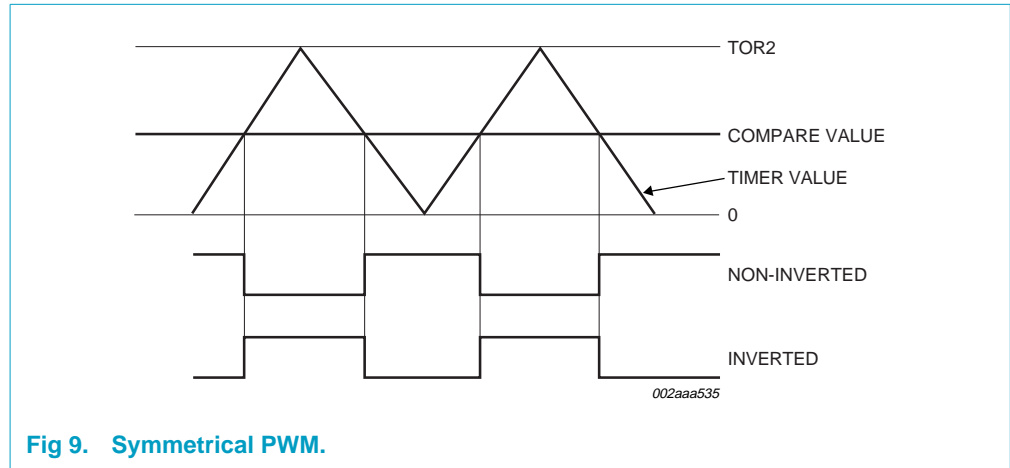 TOR2
COMPARE VALUE
TIMER VALUE
0
NON-INVERTED
INVERTED
002aaa535
Fig 9. Symmetrical PWM.